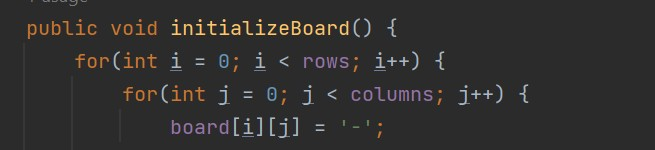 public void initializeBoard() {
for(int i = 0; i < rows; i++) {
for(int j = 0; j < columns; j++) {
board[i][j] = '-';